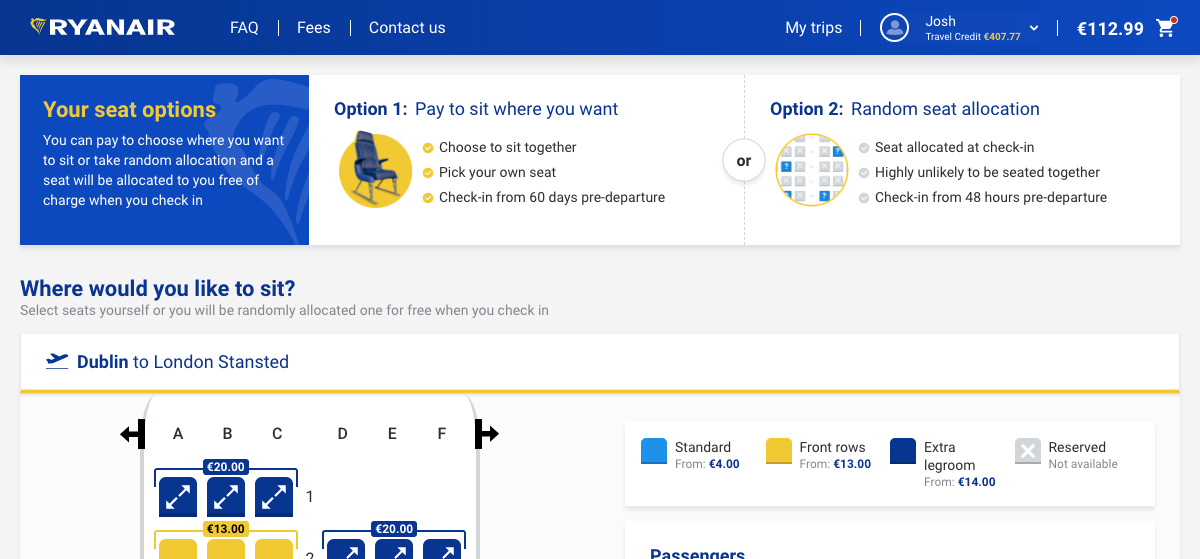 RYANAIR
FAQ
Fees
Contact us
My trips
Josh
Travel Credit €407.77
€112.99
Your seat options
You can pay to choose where you want
to sit or take random allocation and a
seat will be allocated to you free of
charge when you check in
Option 1: Pay to sit where you want
Choose to sit together
Pick your own seat
Check-in from 60 days pre-departure
or
Option 2: Random seat allocation
Seat allocated at check-in
Highly unlikely to be seated together
Check-in from 48 hours pre-departure
Where would you like to sit?
Select seats yourself or you will be randomly allocated one for free when you check in
Dublin to London Stansted
A B C D E F
€20.00
1
€13.00
€20.00
2
Standard
From: €4.00
Front rows
From: €13.00
Extra
legroom
From: €14.00
Reserved
Not available
Passengers